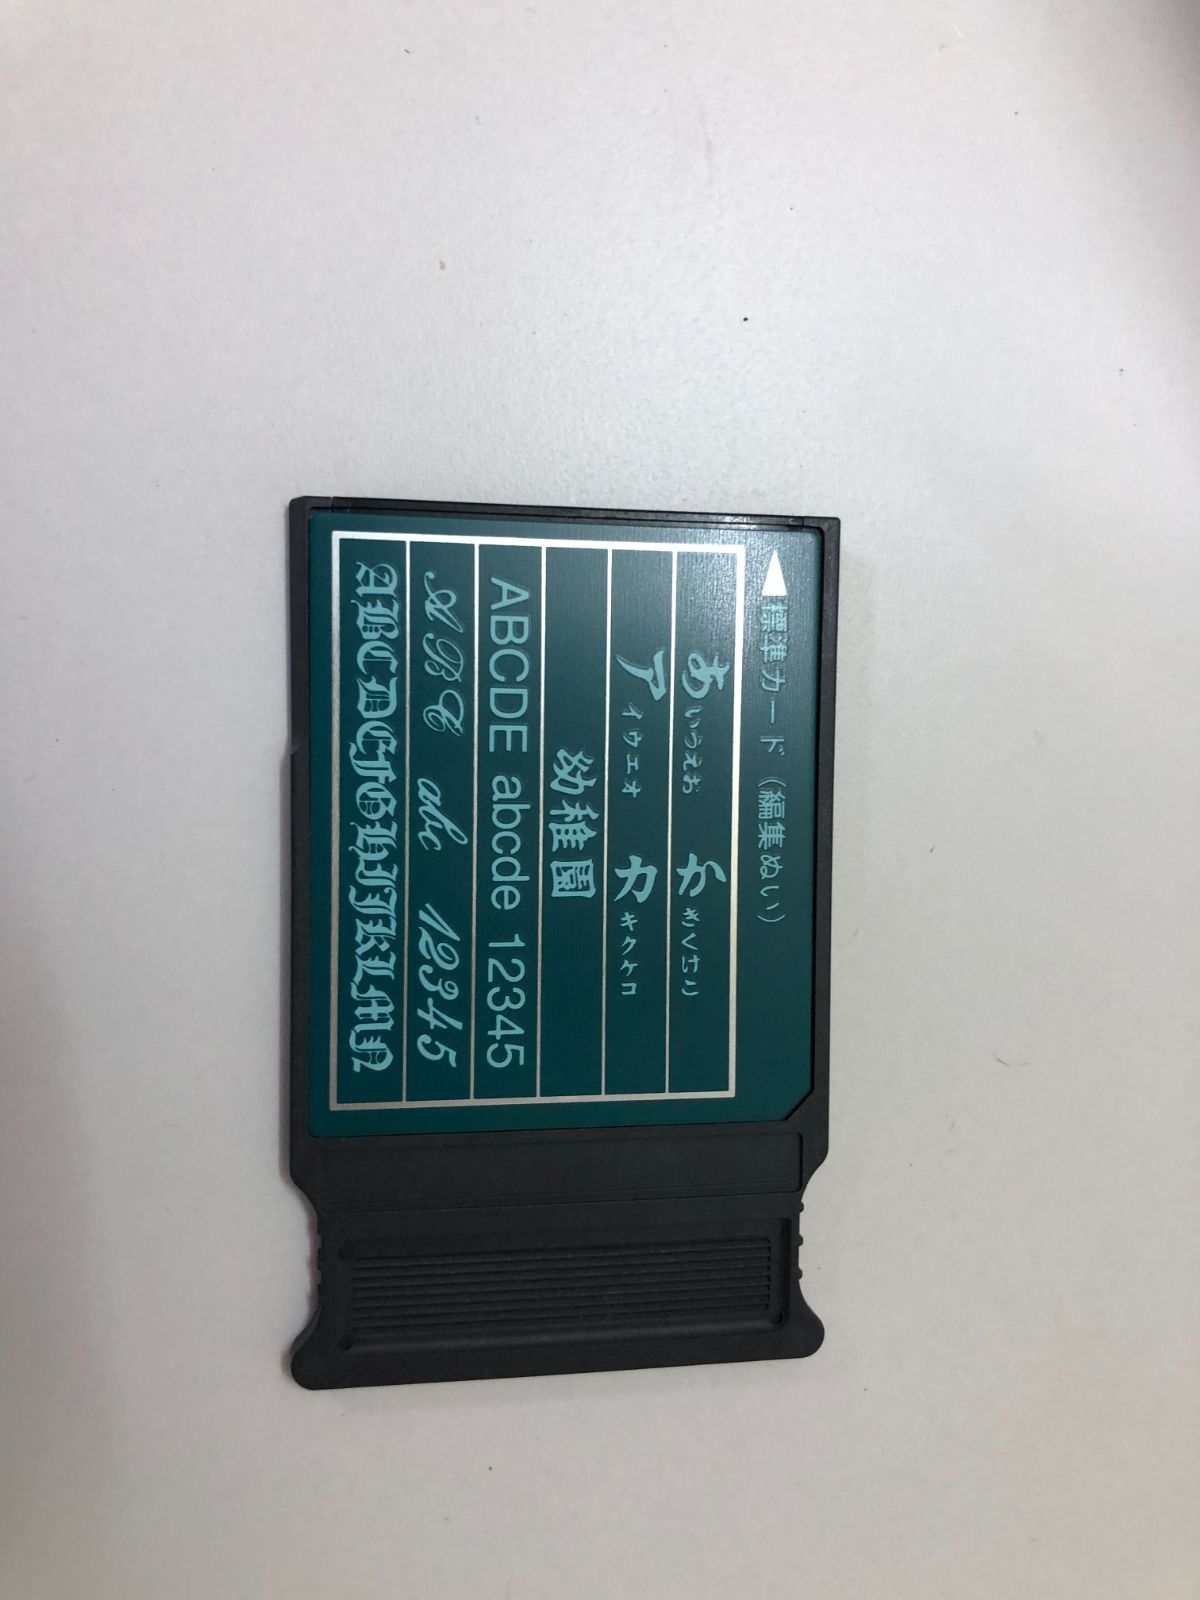 ◀標準カード（編集ぬい）
あいうえお かきくけこ
アイウエオ カキクケコ
幼稚園
ABCDE abcde 12345
ABC abc 12345
ABCDEFGHIJKLMN